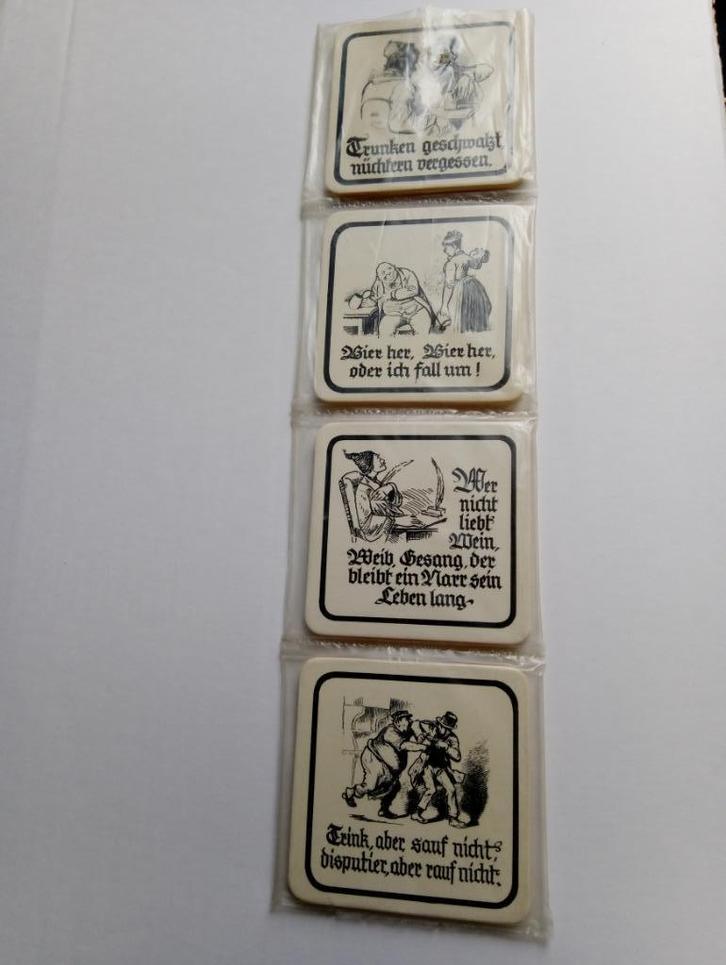 Trunken geschwatzt,
nüchtern vergessen.
Bier her, Bier her,
oder ich fall um!
Wer
nicht
liebt
Wein,
Weib, Gesang, der
bleibt ein Narr sein
Leben lang.
Trink, aber sauf nicht,
disputier, aber rauf nicht.